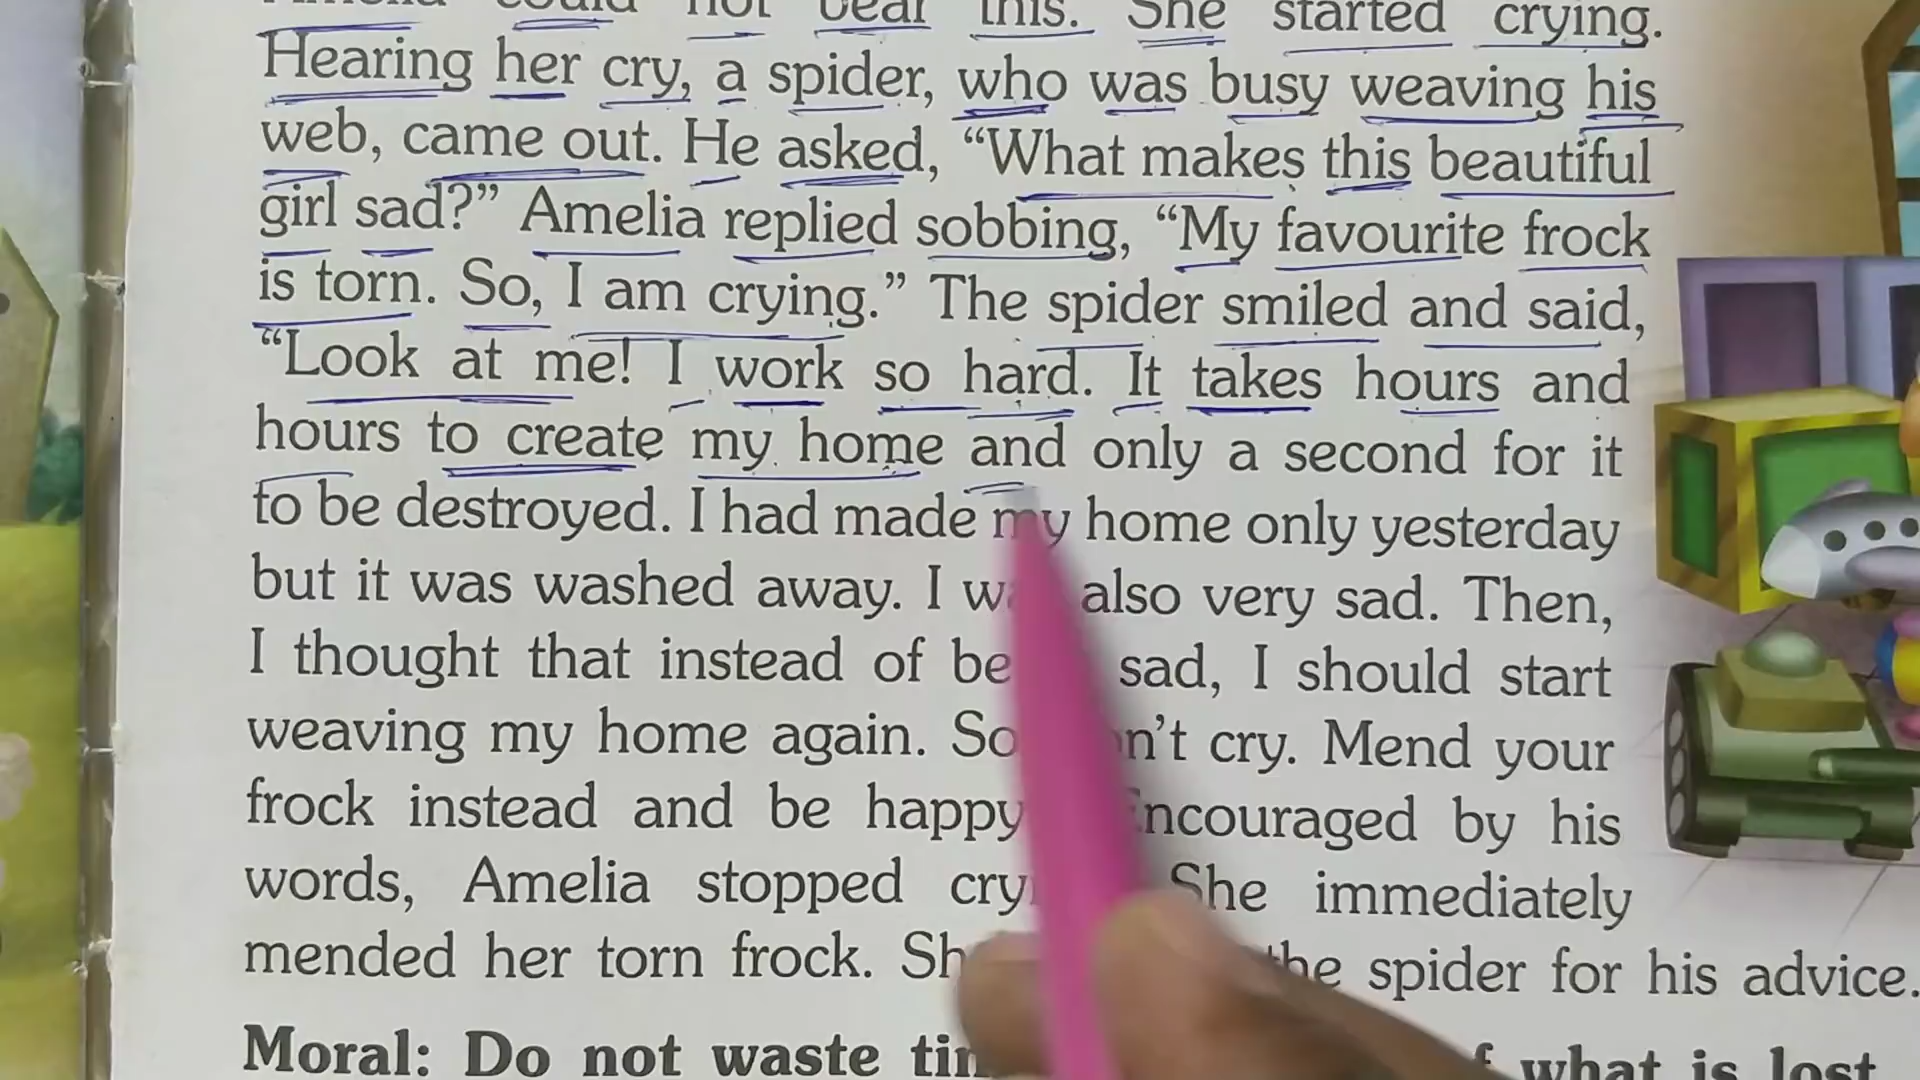 could not bear this. She started crying.
Hearing her cry, a spider, who was busy weaving his
web, came out. He asked, “What makes this beautiful
girl sad?” Amelia replied sobbing, “My favourite frock
is torn. So, I am crying.” The spider smiled and said,
“Look at me! I work so hard. It takes hours and
hours to create my home and only a second for it
to be destroyed. I had made my home only yesterday
but it was washed away. I also very sad. Then,
I thought that instead of sad, I should start
weaving my home again. So cry. Mend your
frock instead and be happy Encouraged by his
words, Amelia stopped She immediately
mended her torn frock. the spider for his advice.
Moral: Do not waste what is lost